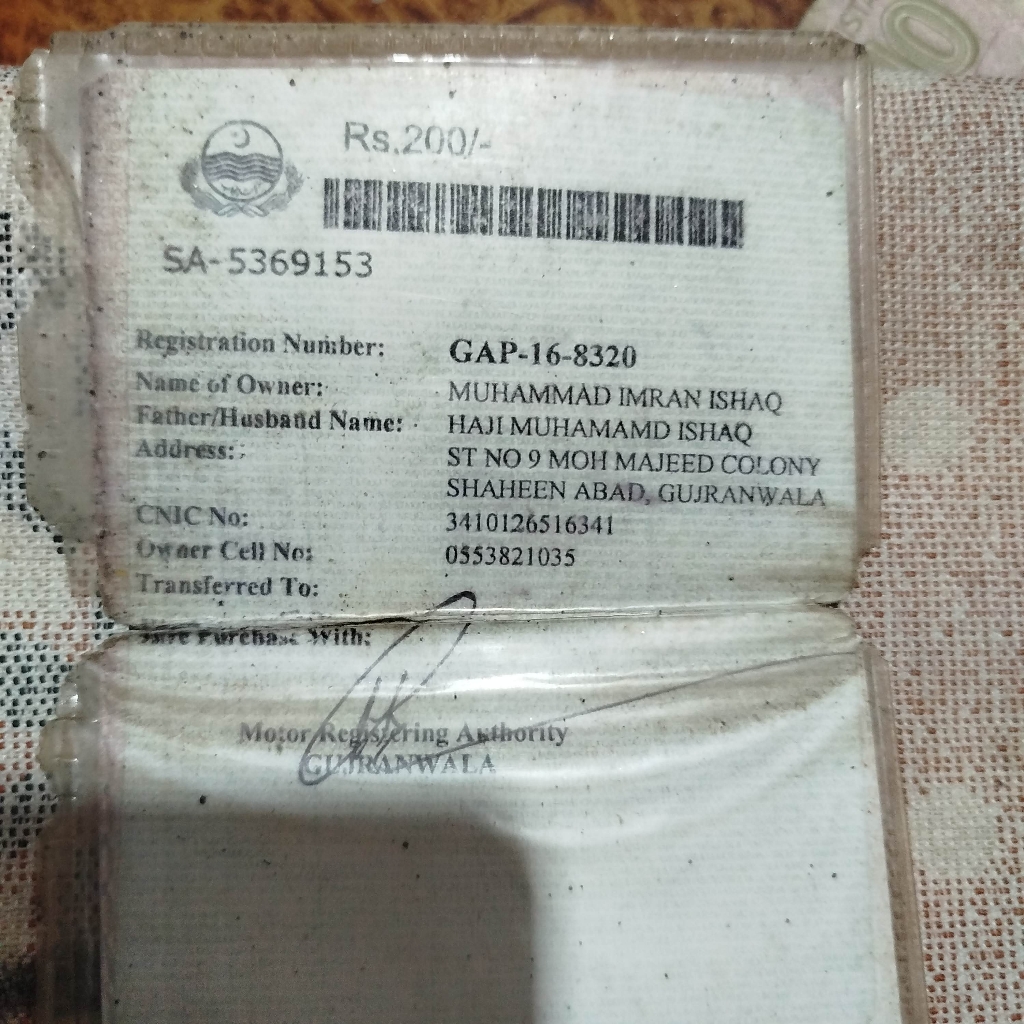 Rs.200/-
SA-5369153
Registration Number: GAP-16-8320
Name of Owner: MUHAMMAD IMRAN ISHAQ
Father/Husband Name: HAJI MUHAMAMD ISHAQ
Address: ST NO 9 MOH MAJEED COLONY
SHAHEEN ABAD, GUJRANWALA
CNIC No: 3410126516341
Owner Cell No: 0553821035
Transferred To:
Purchase With:
Motor Registering Authority
GUJRANWALA